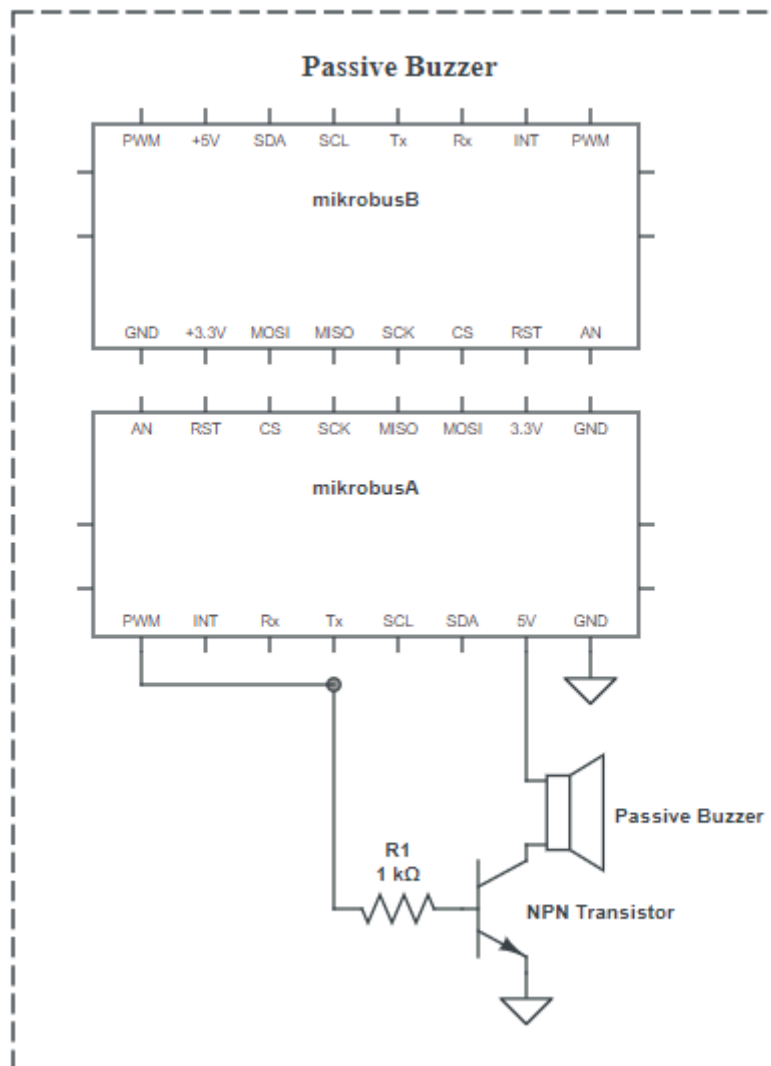 Passive Buzzer
PWM +5V SDA SCL Tx Rx INT PWM
mikrobusB
GND +3.3V MOSI MISO SCK CS RST AN
AN RST CS SCK MISO MOSI 3.3V GND
mikrobusA
PWM INT Rx Tx SCL SDA 5V GND
Passive Buzzer
R1
1 kΩ
NPN Transistor